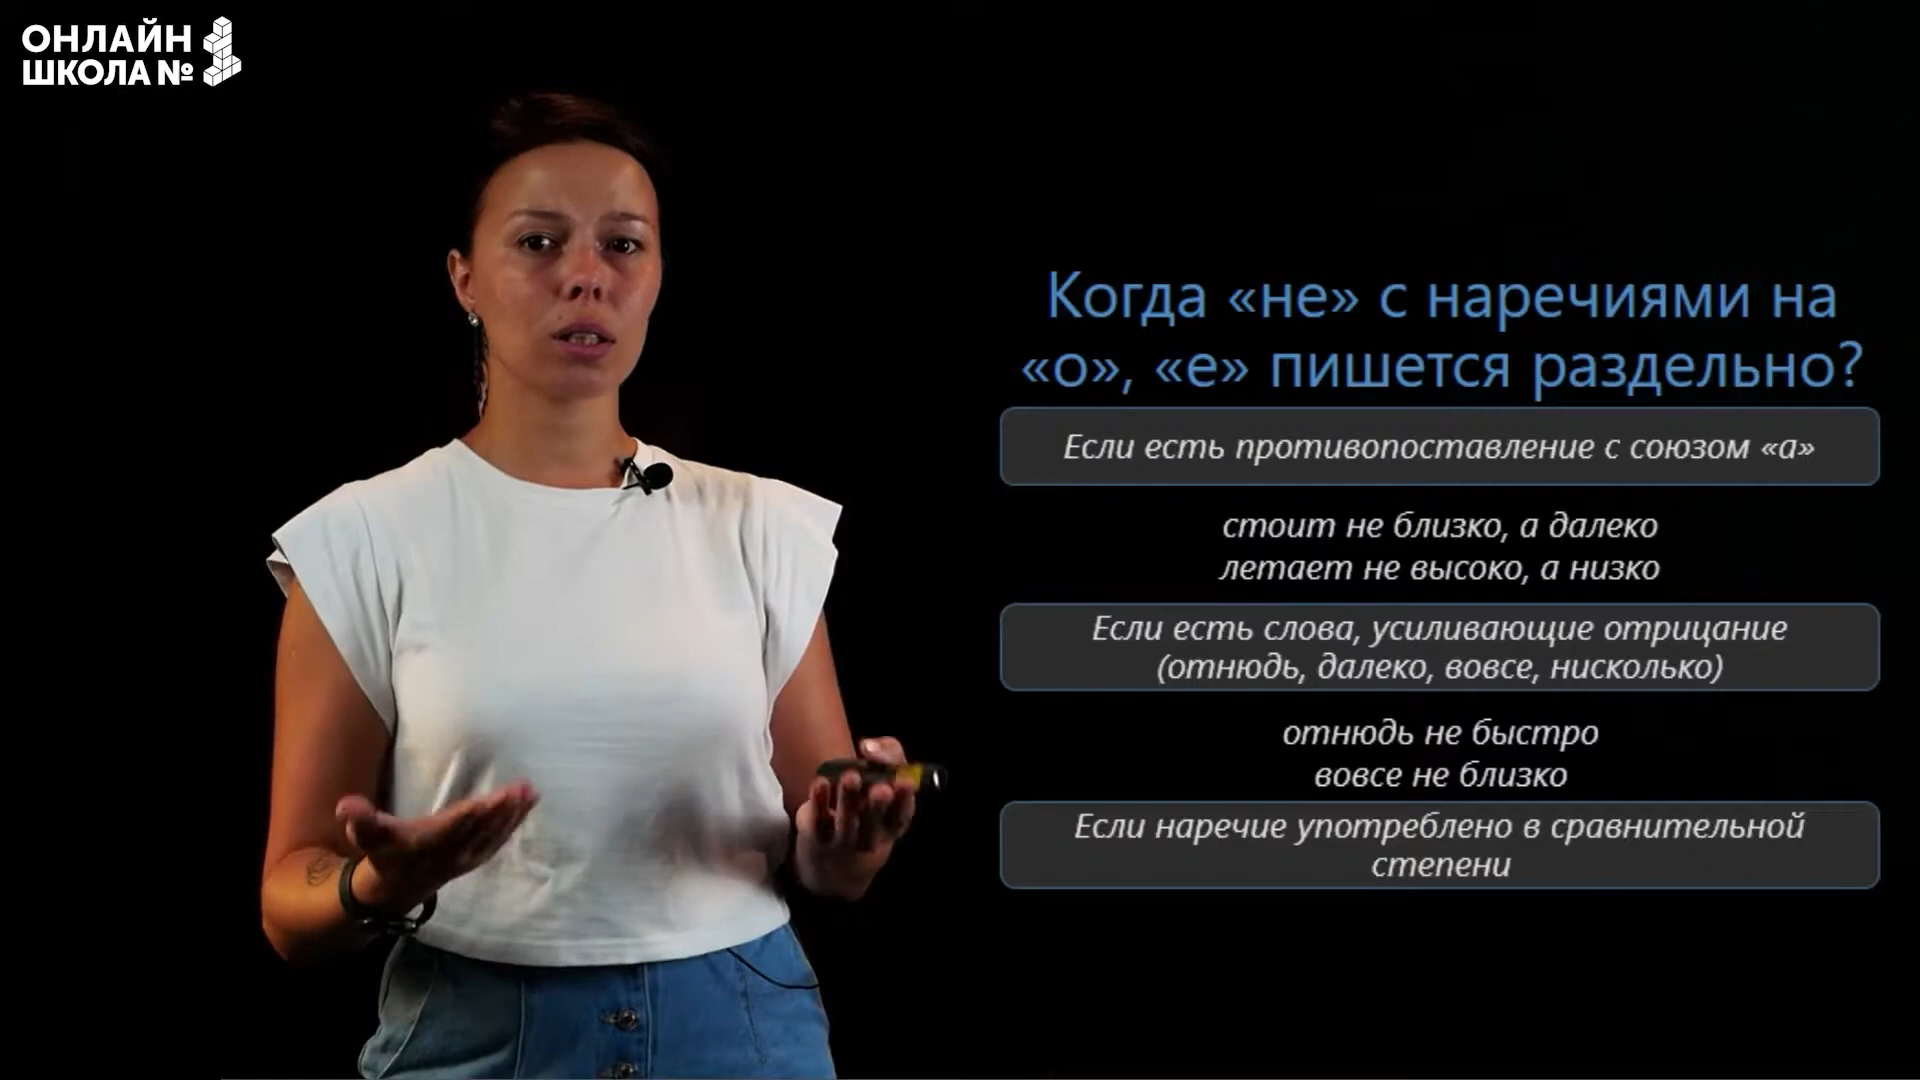 ОНЛАЙН
ШКОЛА №
Когда «не» с наречиями на
«о», «е» пишется раздельно?
Если есть противопоставление с союзом «а»
стоит не близко, а далеко
летает не высоко, а низко
Если есть слова, усиливающие отрицание
(отнюдь, далеко, вовсе, нисколько)
отнюдь не быстро
вовсе не близко
Если наречие употреблено в сравнительной
степени